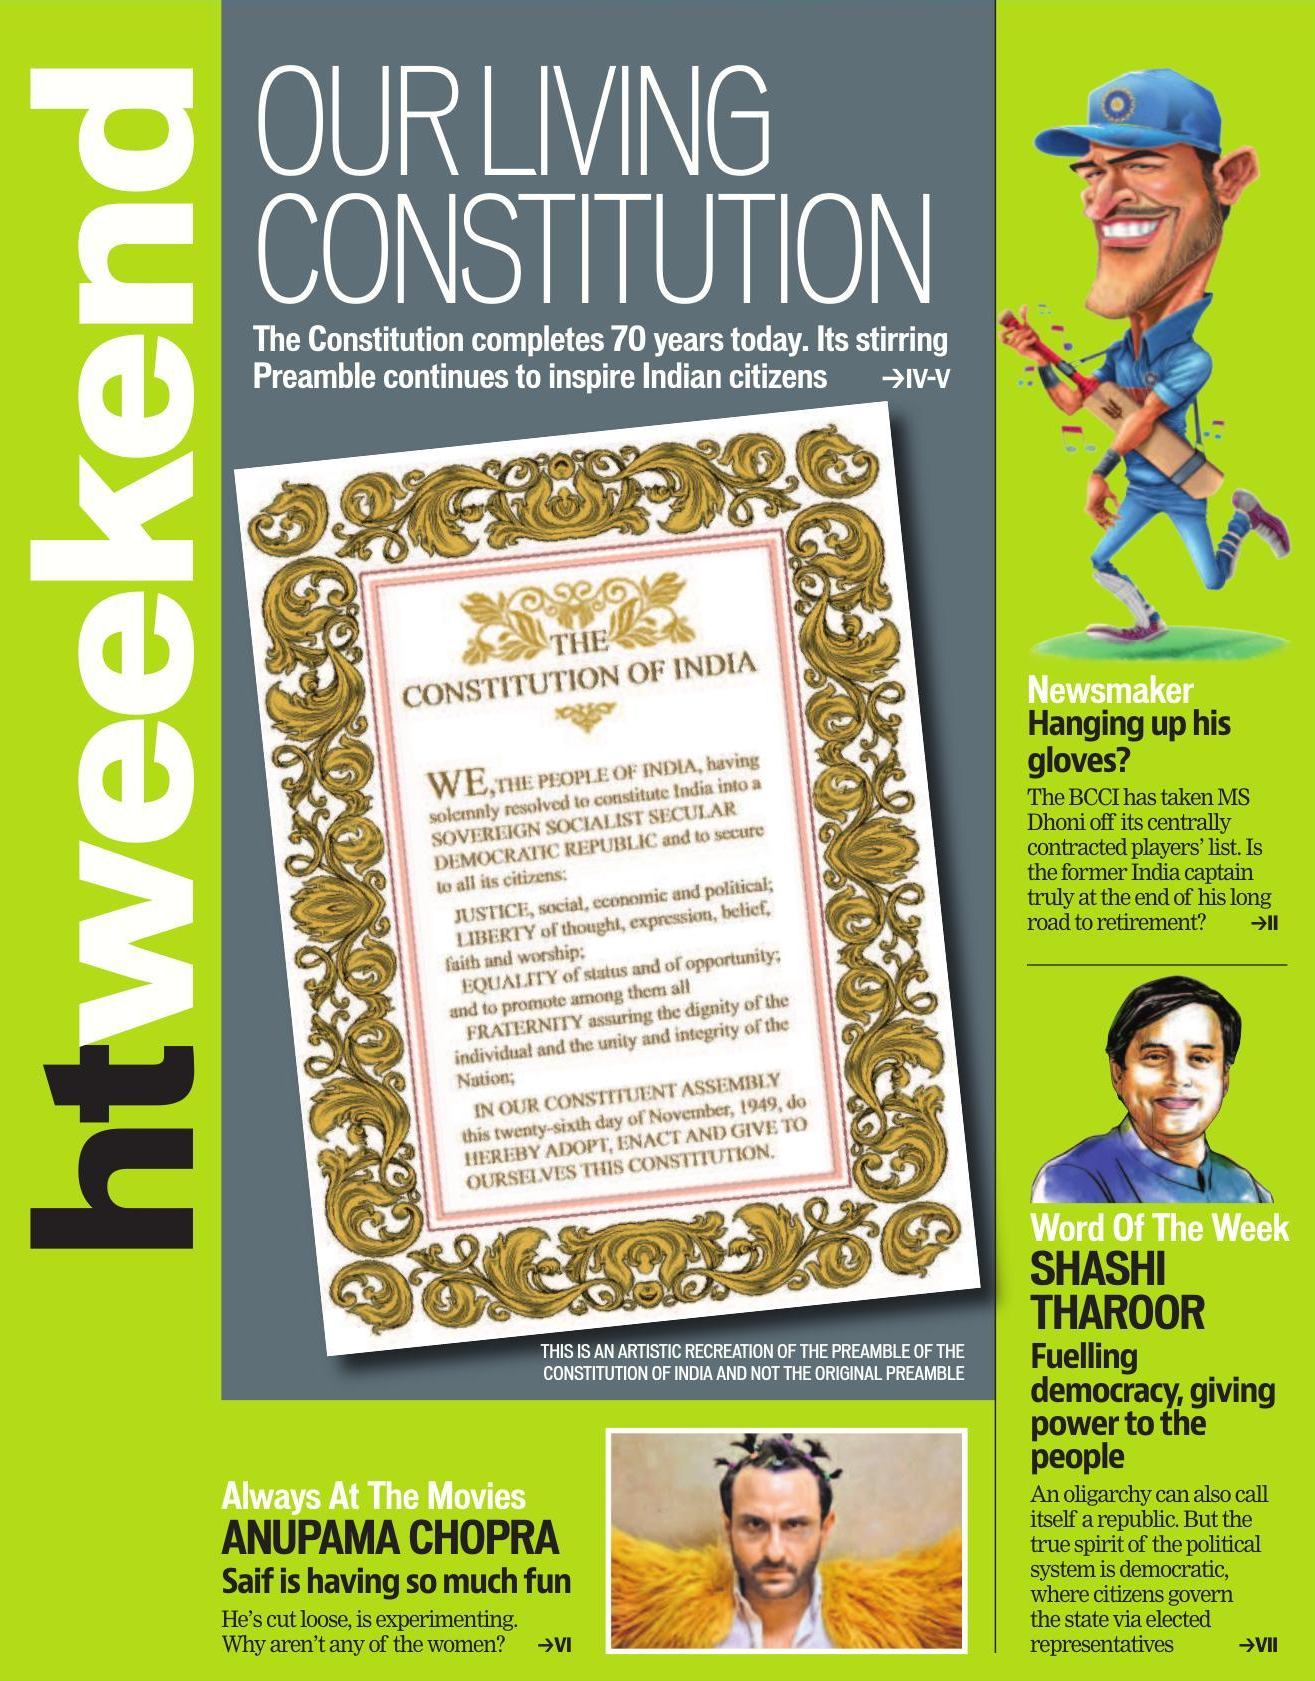 htweekend
OUR LIVING
CONSTITUTION
The Constitution completes 70 years today. Its stirring
Preamble continues to inspire Indian citizens →IV-V
THE
CONSTITUTION OF INDIA
WE, THE PEOPLE OF INDIA, having
solemnly resolved to constitute India into a
SOVEREIGN SOCIALIST SECULAR
DEMOCRATIC REPUBLIC and to secure
to all its citizens:
JUSTICE, social, economic and political;
LIBERTY of thought, expression, belief,
faith and worship;
EQUALITY of status and of opportunity;
and to promote among them all
FRATERNITY assuring the dignity of the
individual and the unity and integrity of the
Nation;
IN OUR CONSTITUENT ASSEMBLY
this twenty-sixth day of November, 1949, do
HEREBY ADOPT, ENACT AND GIVE TO
OURSELVES THIS CONSTITUTION.
THIS IS AN ARTISTIC RECREATION OF THE PREAMBLE OF THE
CONSTITUTION OF INDIA AND NOT THE ORIGINAL PREAMBLE
Always At The Movies
ANUPAMA CHOPRA
Saif is having so much fun
He's cut loose, is experimenting.
Why aren't any of the women? →VI
Newsmaker
Hanging up his
gloves?
The BCCI has taken MS
Dhoni off its centrally
contracted players' list. Is
the former India captain
truly at the end of his long
road to retirement? →II
Word Of The Week
SHASHI
THAROOR
Fuelling
democracy, giving
power to the
people
An oligarchy can also call
itself a republic. But the
true spirit of the political
system is democratic,
where citizens govern
the state via elected
representatives →VII